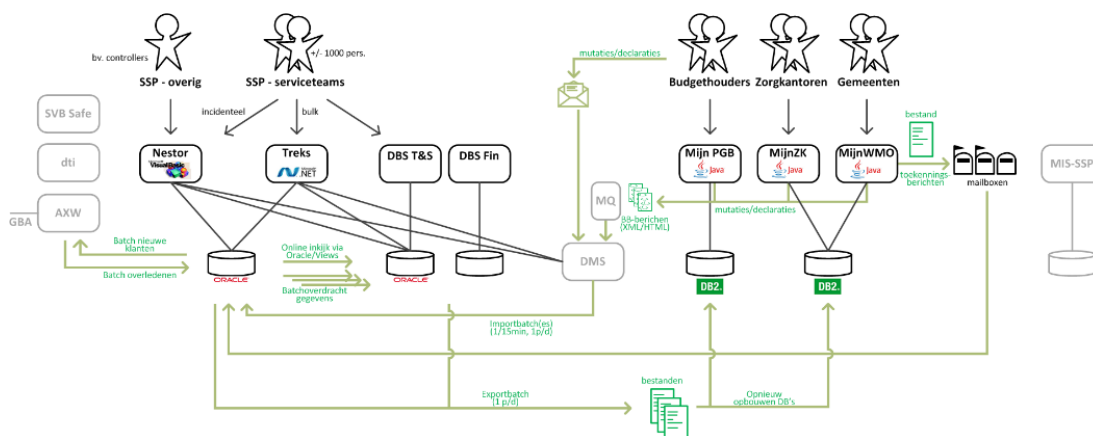 bv. controllers
+/- 1000 pers.
SSP - overig
SSP - serviceteams
mutaties/declaraties
Budgethouders
Zorgkantoren
Gemeenten
SVB Safe
incidenteel
bulk
bestand
dti
Nestor
VisualBasic
Treks
.NET
DBS T&S
DBS Fin
Mijn PGB
Java
MijnZK
Java
MijnWMO
Java
toekennings-
berichten
mailboxen
MIS-SSP
AXW
GBA
MQ
BB-berichen
(XML/HTML)
mutaties/declaraties
Batch nieuwe
klanten
Batch overledenen
ORACLE
Online inkijk via
Oracle/Views
Batchoverdracht
gegevens
ORACLE
DMS
DB2.
DB2.
Importbatch(es)
(1/15min, 1p/d)
Exportbatch
(1 p/d)
bestanden
Opnieuw
opbouwen DB's